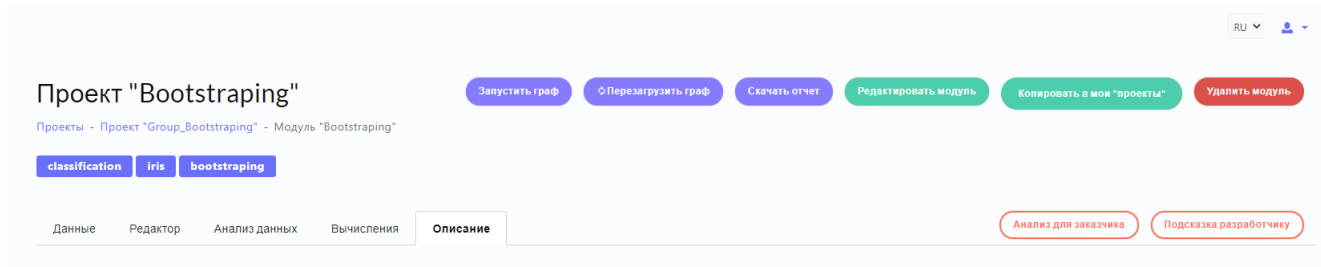 RU
Проект "Bootstraping"
Запустить граф
Перезагрузить граф
Скачать отчет
Редактировать модуль
Копировать в мои "проекты"
Удалить модуль
Проекты - Проект "Group_Bootstraping" - Модуль "Bootstraping"
classification iris bootstraping
Данные Редактор Анализ данных Вычисления Описание
Анализ для заказчика
Подсказка разработчику